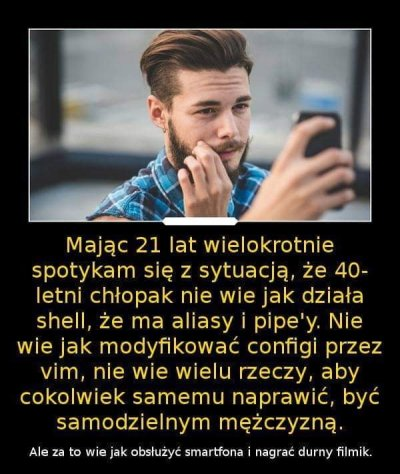 Mając 21 lat wielokrotnie
spotykam się z sytuacją, że 40-
letni chłopak nie wie jak działa
shell, że ma aliasy i pipe'y. Nie
wie jak modyfikować configi przez
vim, nie wie wielu rzeczy, aby
cokolwiek samemu naprawić, być
samodzielnym mężczyzną.
Ale za to wie jak obsłużyć smartfona i nagrać durny filmik.